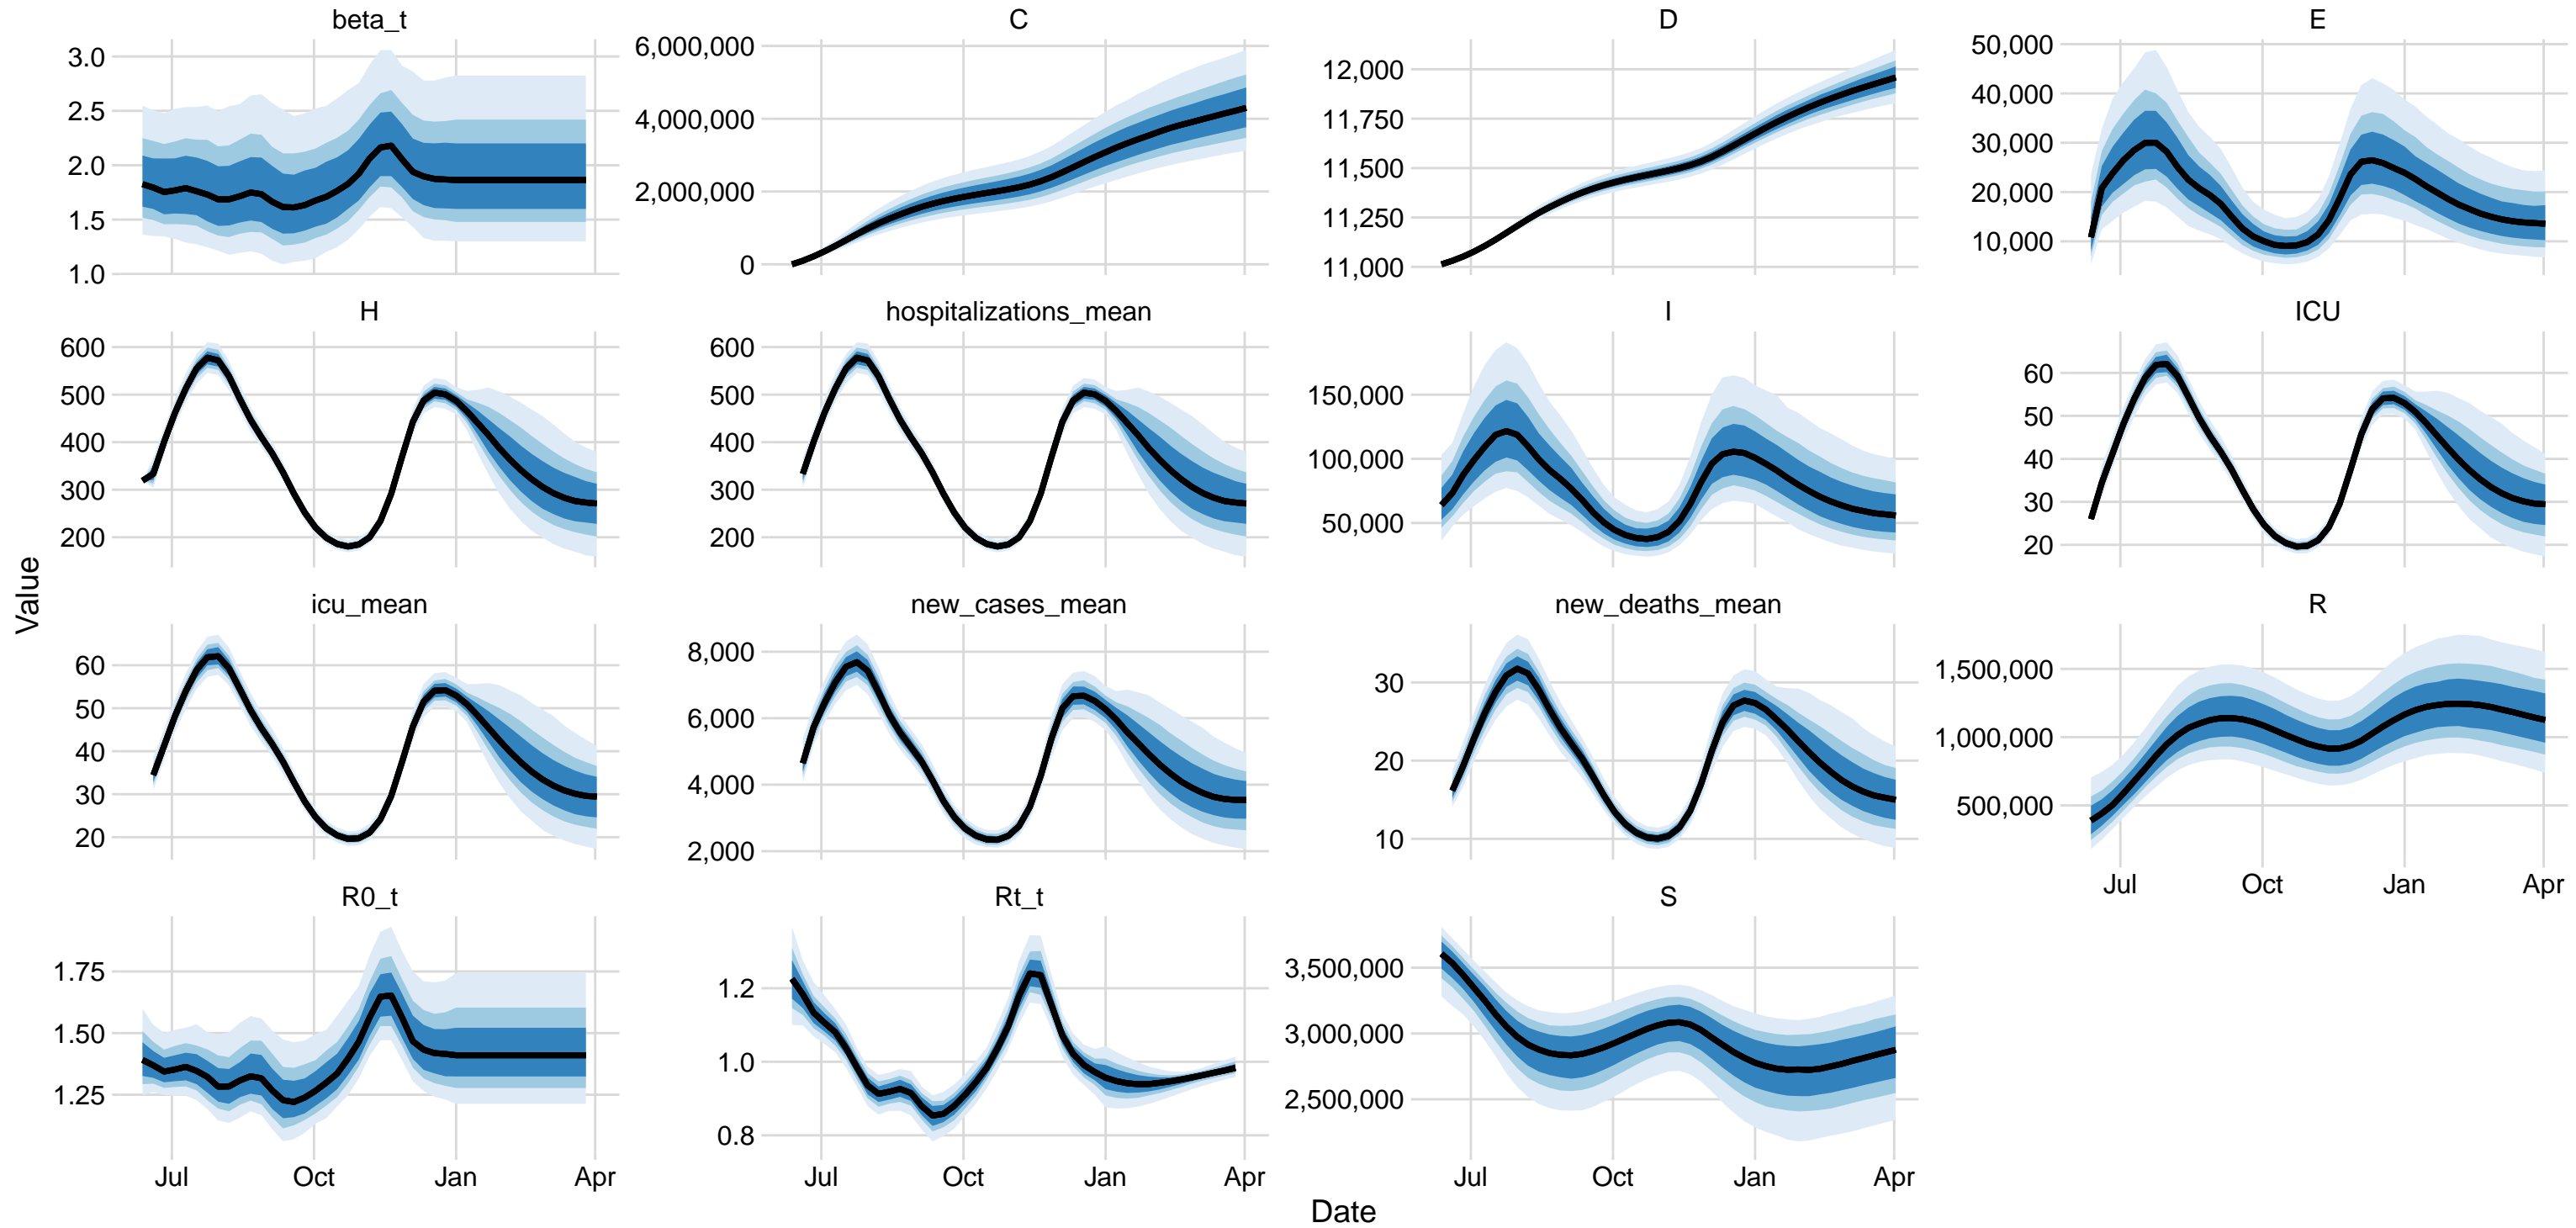 beta_t
C
D
E
3.0
2.5
2.0
1.5
1.0
6,000,000
4,000,000
2,000,000
0
12,000
11,750
11,500
11,250
11,000
50,000
40,000
30,000
20,000
10,000
H
hospitalizations_mean
I
ICU
600
500
400
300
200
600
500
400
300
200
150,000
100,000
50,000
60
50
40
30
20
Value
icu_mean
new_cases_mean
new_deaths_mean
R
60
50
40
30
20
8,000
6,000
4,000
2,000
30
20
10
1,500,000
1,000,000
500,000
Jul Oct Jan Apr
R0_t
Rt_t
S
1.75
1.50
1.25
1.2
1.0
0.8
3,500,000
3,000,000
2,500,000
Jul Oct Jan Apr
Jul Oct Jan Apr
Jul Oct Jan Apr
Date